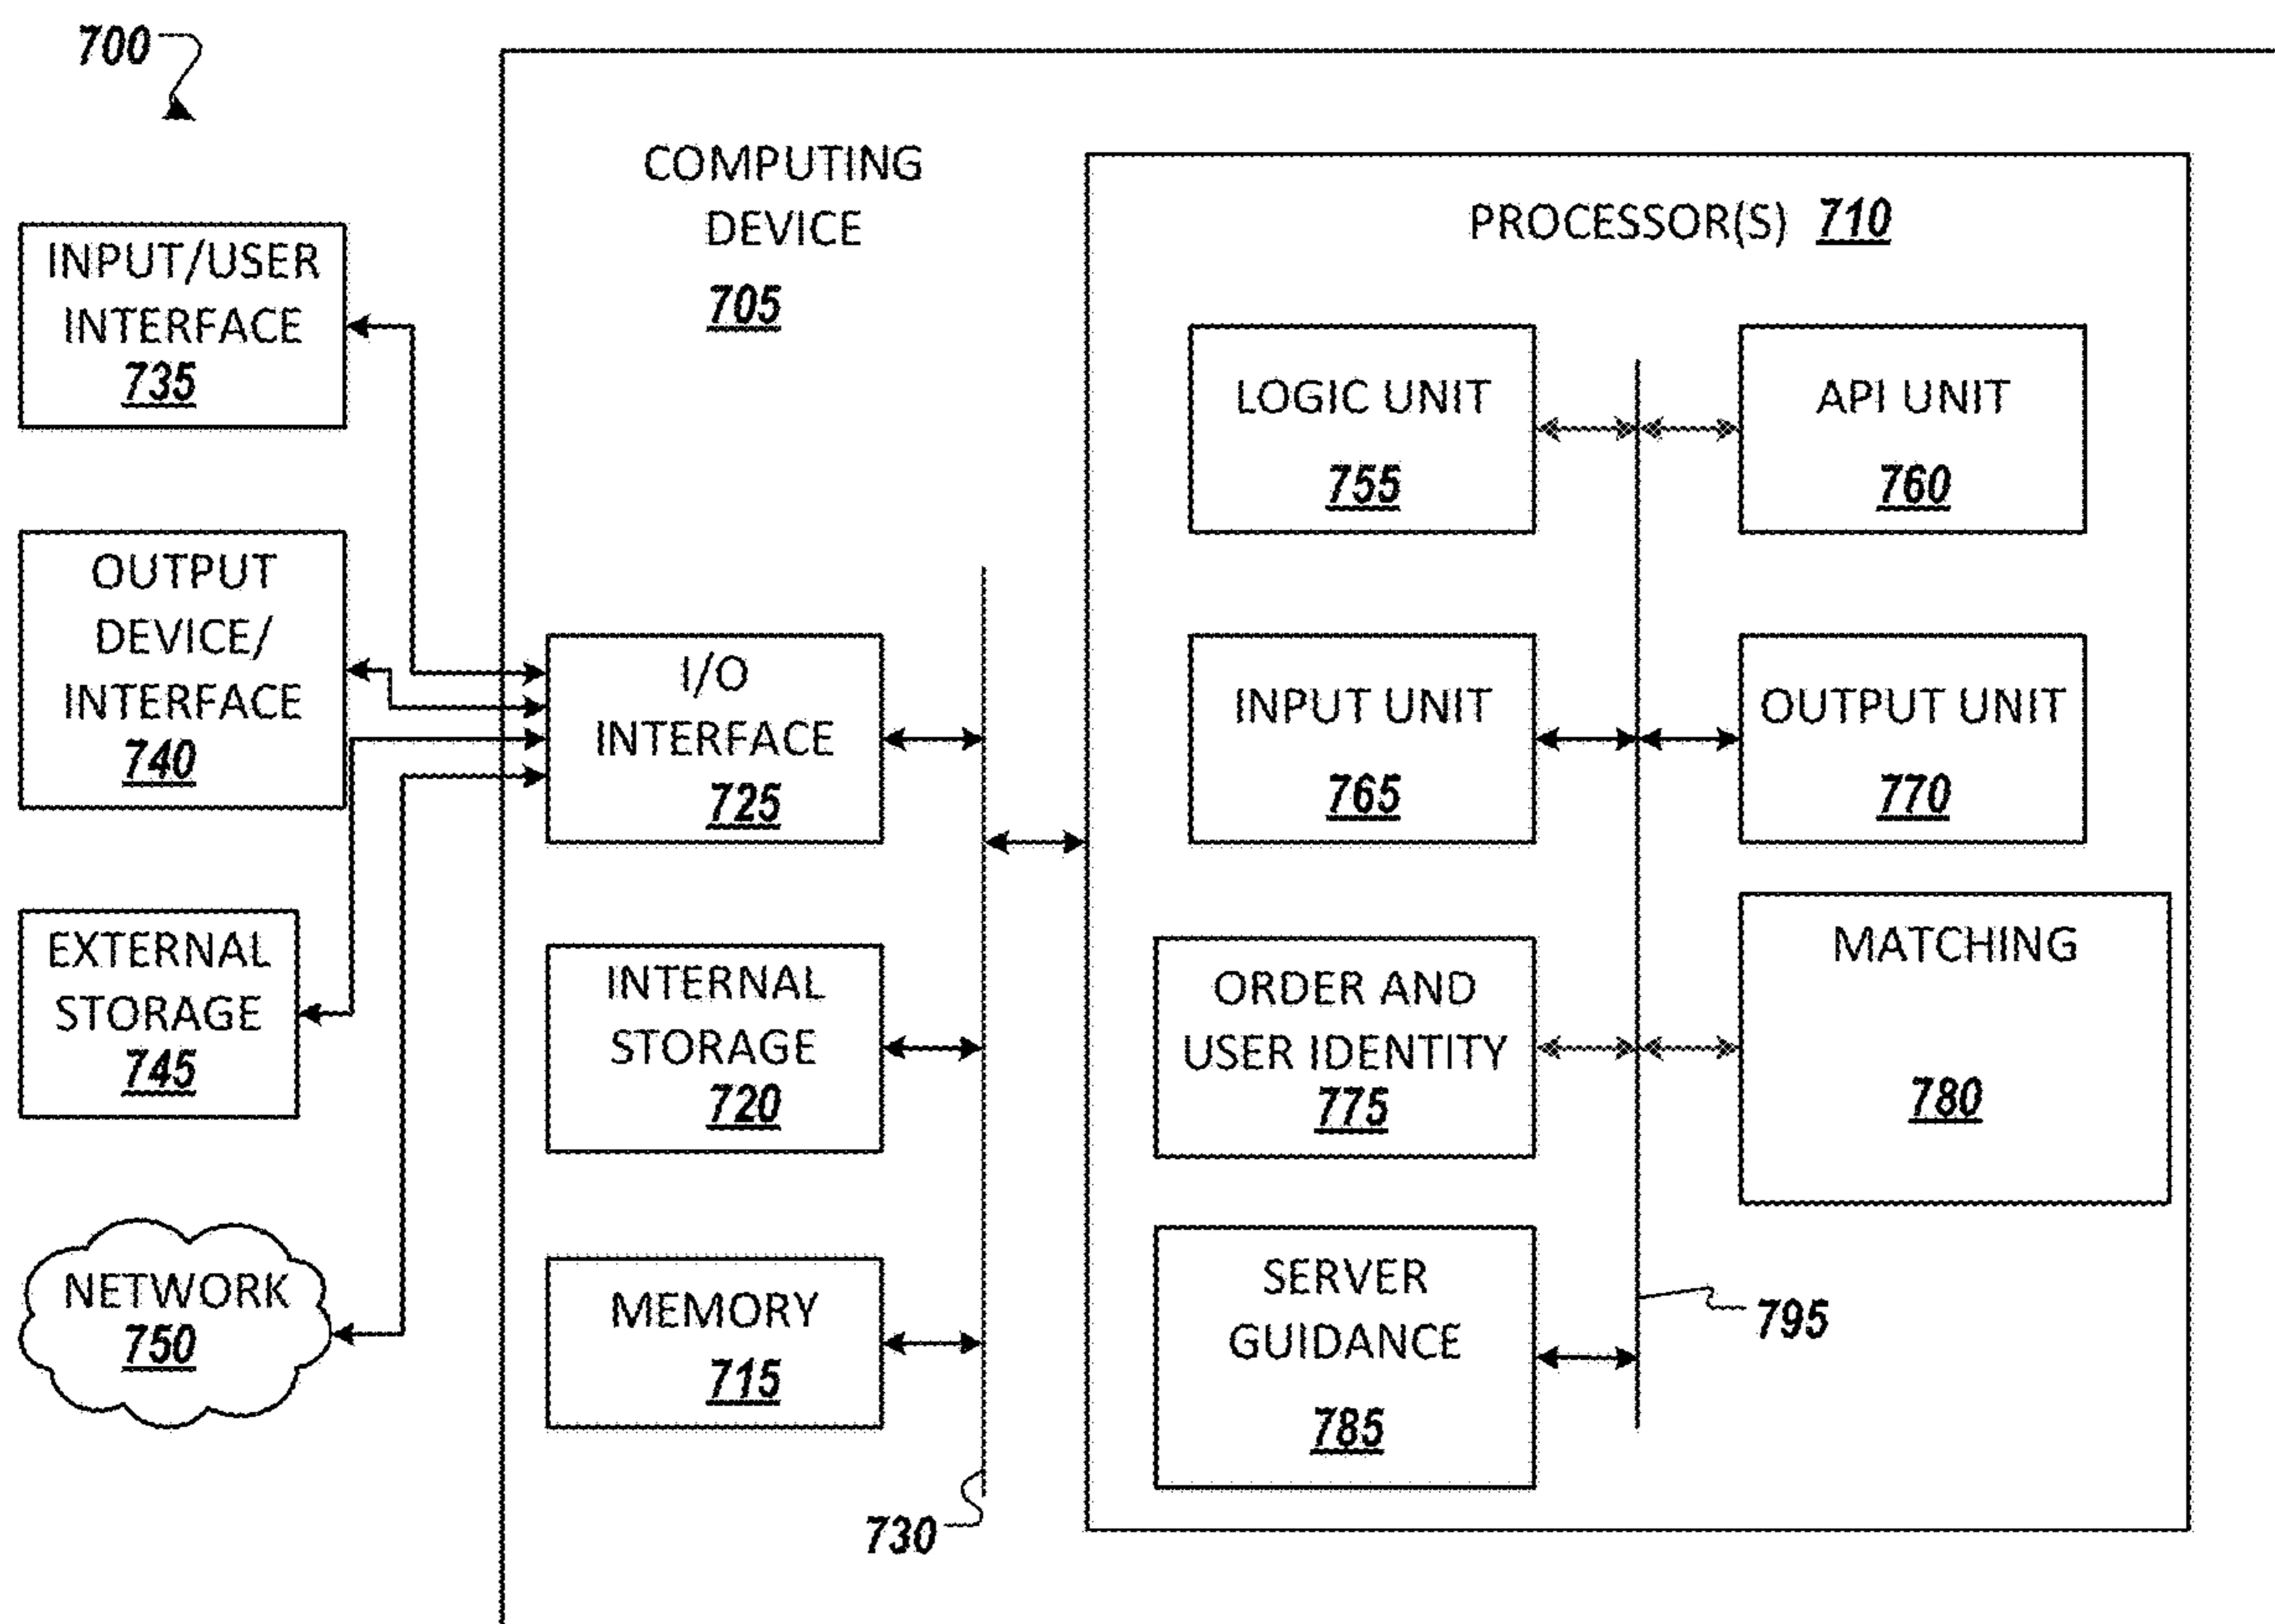 700
COMPUTING
DEVICE
705
PROCESSOR(S) 710
INPUT/USER
INTERFACE
735
OUTPUT
DEVICE/
INTERFACE
740
EXTERNAL
STORAGE
745
NETWORK
750
I/O
INTERFACE
725
INTERNAL
STORAGE
720
MEMORY
715
730
LOGIC UNIT
755
API UNIT
760
INPUT UNIT
765
OUTPUT UNIT
770
ORDER AND
USER IDENTITY
775
MATCHING
780
SERVER
GUIDANCE
785
795